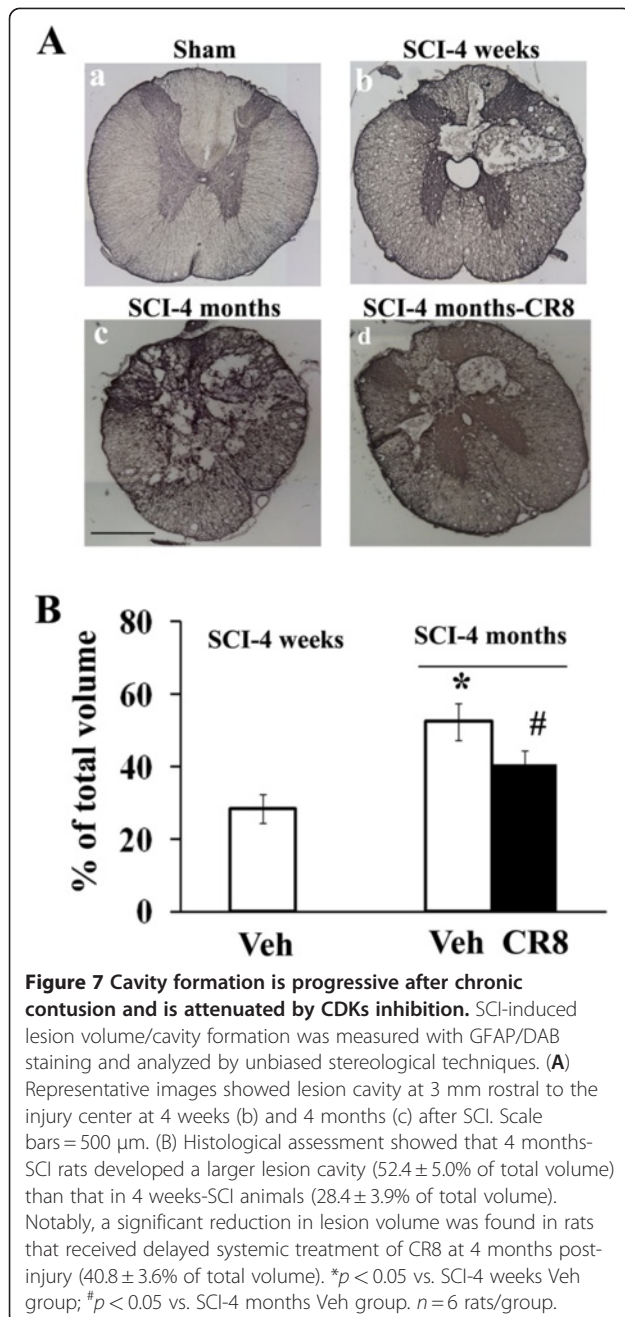 A
Sham
SCI-4 weeks
a
b
SCI-4 months
SCI-4 months-CR8
c
d
B
80
60
40
20
0
% of total volume
SCI-4 weeks
SCI-4 months
*
#
Veh
Veh
CR8
Figure 7 Cavity formation is progressive after chronic
contusion and is attenuated by CDKs inhibition. SCI-induced
lesion volume/cavity formation was measured with GFAP/DAB
staining and analyzed by unbiased stereological techniques. (A)
Representative images showed lesion cavity at 3 mm rostral to the
injury center at 4 weeks (b) and 4 months (c) after SCI. Scale
bars = 500 μm. (B) Histological assessment showed that 4 months-
SCI rats developed a larger lesion cavity (52.4 ± 5.0% of total volume)
than that in 4 weeks-SCI animals (28.4 ± 3.9% of total volume).
Notably, a significant reduction in lesion volume was found in rats
that received delayed systemic treatment of CR8 at 4 months post-
injury (40.8 ± 3.6% of total volume). *p < 0.05 vs. SCI-4 weeks Veh
group; #p < 0.05 vs. SCI-4 months Veh group. n = 6 rats/group.